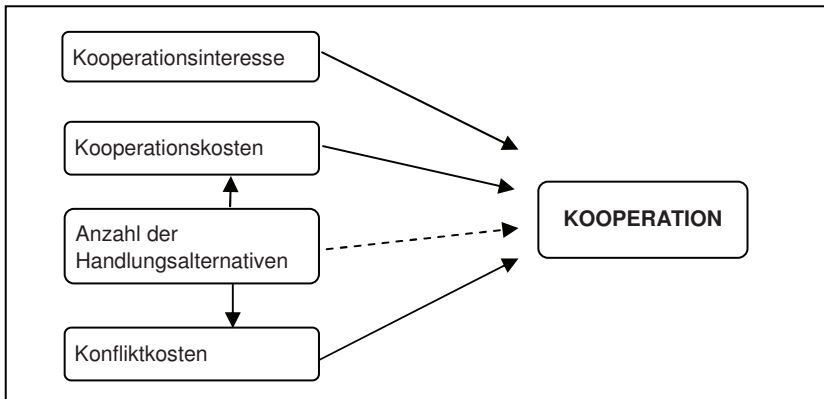 Kooperationsinteresse
Kooperationskosten
Anzahl der
Handlungsalternativen
Konfliktkosten
KOOPERATION